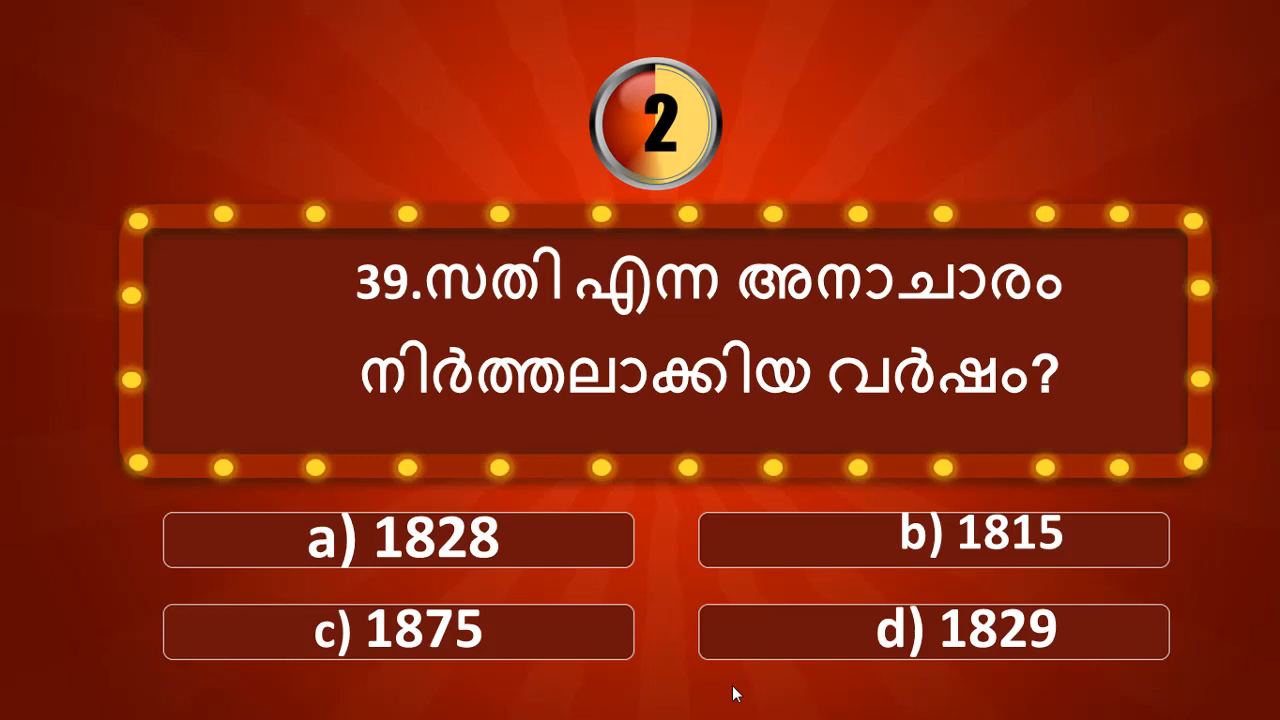 2
39.സതി എന്ന അനാചാരം
നിർത്തലാക്കിയ വർഷം?
a) 1828
b) 1815
c) 1875
d) 1829